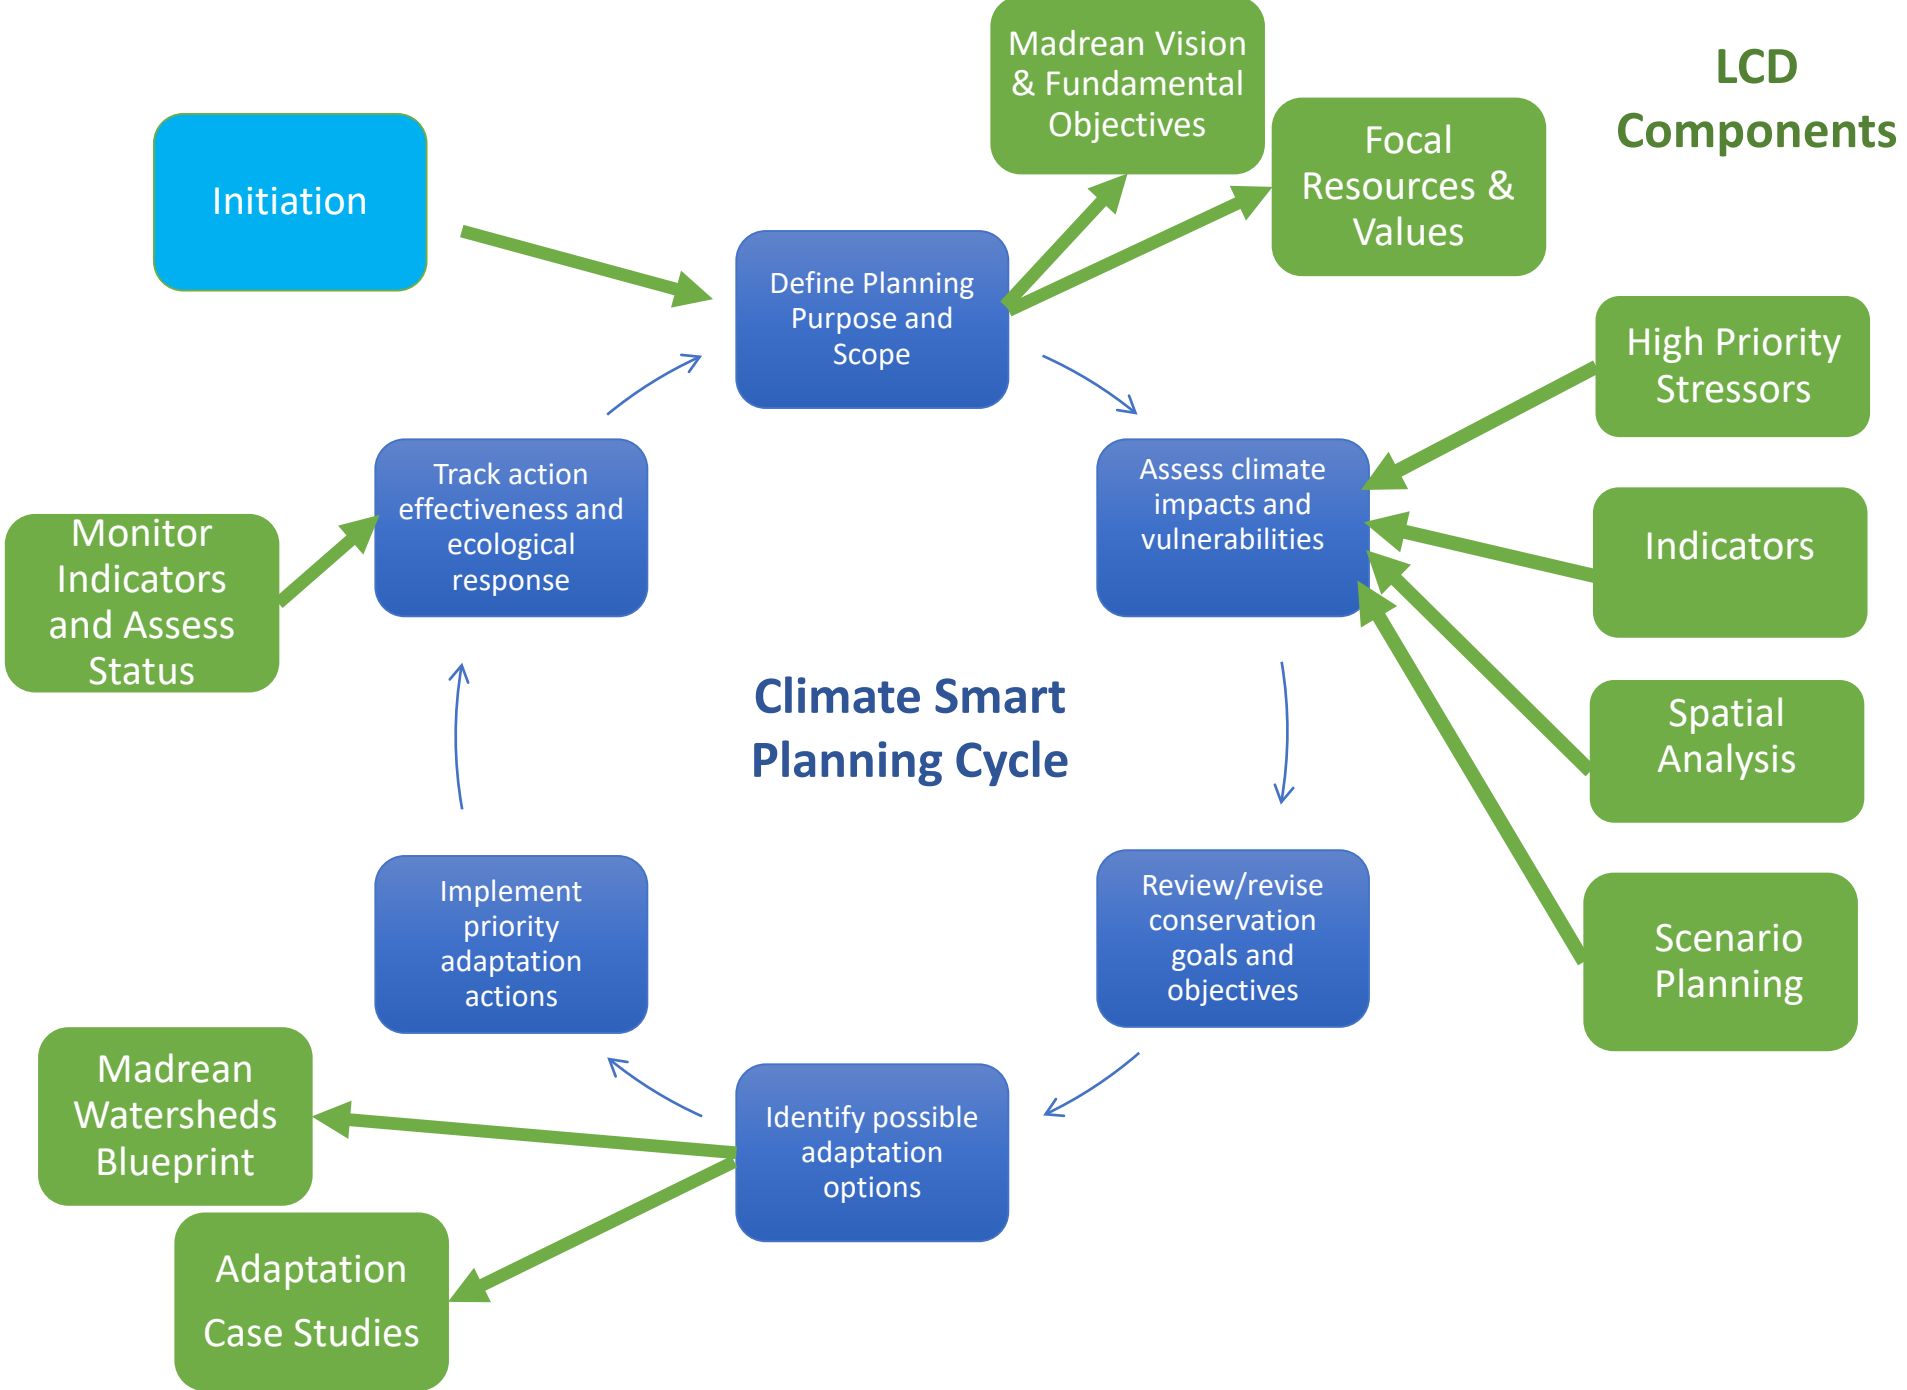 Madrean Vision
& Fundamental
Objectives
LCD
Components
Focal
Resources &
Values
Initiation
Define Planning
Purpose and
Scope
High Priority
Stressors
Track action
effectiveness and
ecological
response
Assess climate
impacts and
vulnerabilities
Monitor
Indicators
and Assess
Status
Indicators
Climate Smart
Planning Cycle
Spatial
Analysis
Implement
priority
adaptation
actions
Review/revise
conservation
goals and
objectives
Scenario
Planning
Madrean
Watersheds
Blueprint
Identify possible
adaptation
options
Adaptation
Case Studies